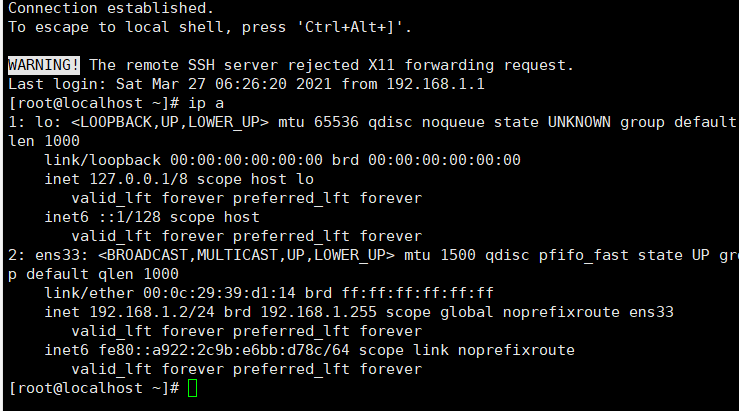 Connection established.
To escape to local shell, press 'Ctrl+Alt+]'.
WARNING! The remote SSH server rejected X11 forwarding request.
Last login: Sat Mar 27 06:26:20 2021 from 192.168.1.1
[root@localhost ~]# ip a
1: lo: <LOOPBACK,UP,LOWER_UP> mtu 65536 qdisc noqueue state UNKNOWN group default
len 1000
    link/loopback 00:00:00:00:00:00 brd 00:00:00:00:00:00
    inet 127.0.0.1/8 scope host lo
       valid_lft forever preferred_lft forever
    inet6 ::1/128 scope host
       valid_lft forever preferred_lft forever
2: ens33: <BROADCAST,MULTICAST,UP,LOWER_UP> mtu 1500 qdisc pfifo_fast state UP gro
p default qlen 1000
    link/ether 00:0c:29:39:d1:14 brd ff:ff:ff:ff:ff:ff
    inet 192.168.1.2/24 brd 192.168.1.255 scope global noprefixroute ens33
       valid_lft forever preferred_lft forever
    inet6 fe80::a922:2c9b:e6bb:d78c/64 scope link noprefixroute
       valid_lft forever preferred_lft forever
[root@localhost ~]#